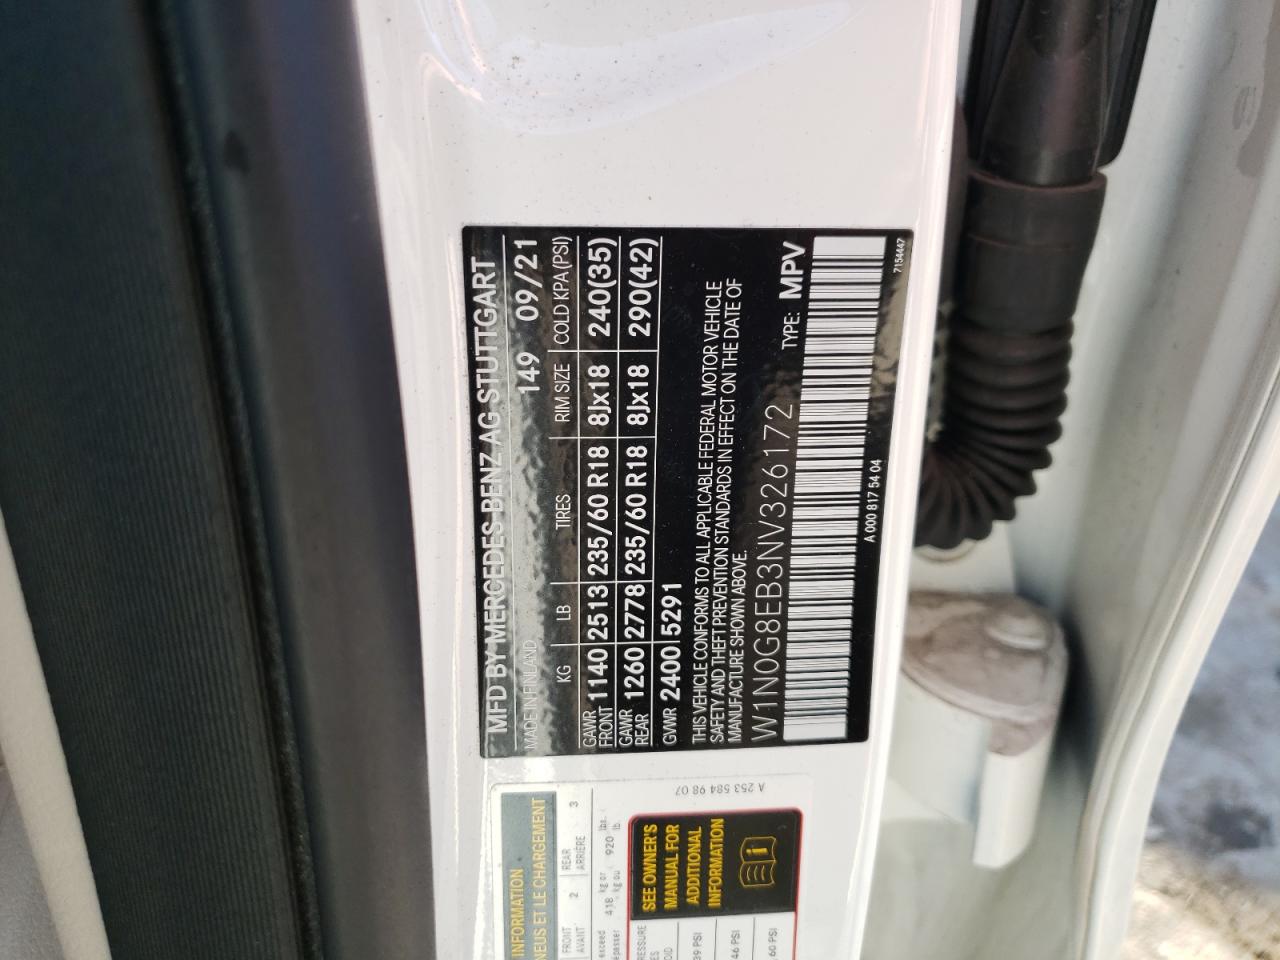 MFD BY MERCEDES BENZ AG STUTTGART
MADE IN FINLAND 149 09/21
KG LB TIRES RIM SIZE COLD KPA (PSI)
GAWR FRONT 1140 2513 235/60 R18 8Jx18 240(35)
GAWR REAR 1260 2778 235/60 R18 8Jx18 290(42)
GVWR 2400 5291
THIS VEHICLE CONFORMS TO ALL APPLICABLE FEDERAL MOTOR VEHICLE
SAFETY AND THEFT PREVENTION STANDARDS IN EFFECT ON THE DATE OF
MANUFACTURE SHOWN ABOVE.
W1N0G8EB3NV326172 TYPE: MPV
A 000 817 54 04
7154447
INFORMATION
NEUS ET LE CHARGEMENT
FRONT 2 REAR 3
AVANT ARRIÈRE
exceed 418 kg or 920 lbs.
dépasser kg ou lb.
SEE OWNER'S
MANUAL FOR
ADDITIONAL
INFORMATION
39 PSI
46 PSI
60 PSI
A 253 584 98 07